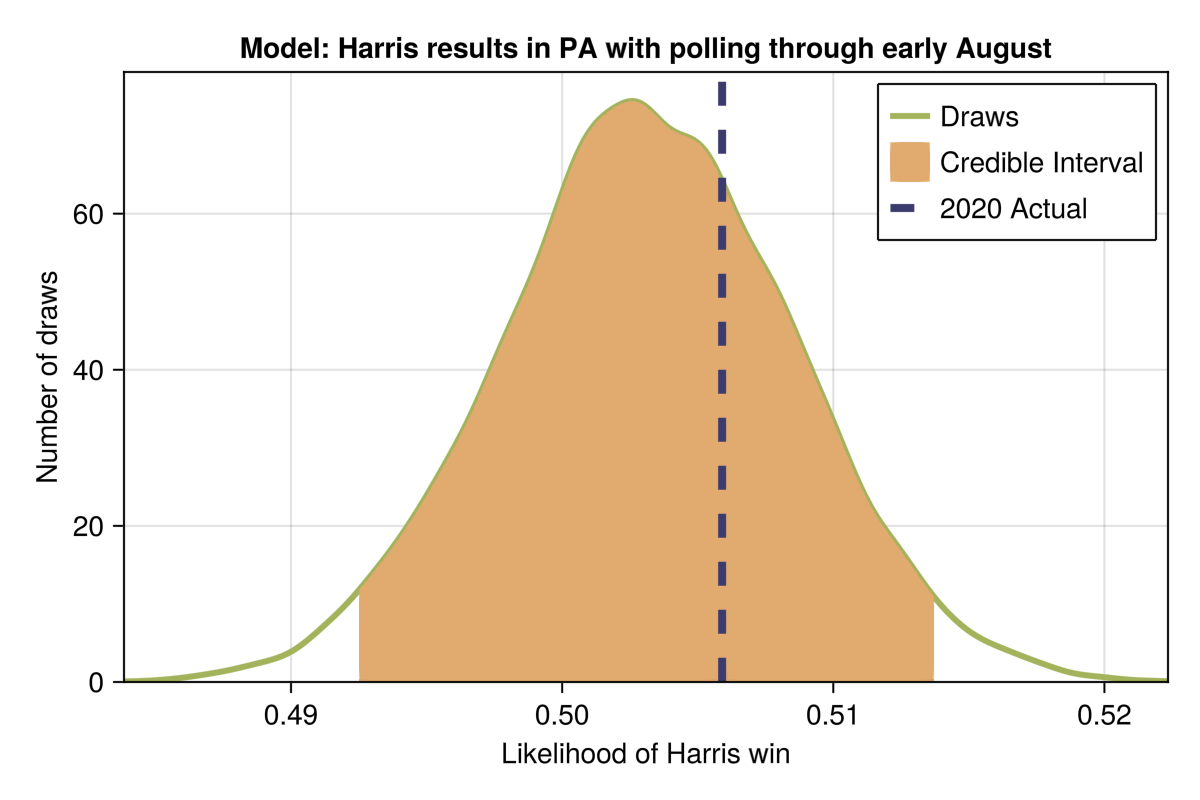 Model: Harris results in PA with polling through early August
Draws
Credible Interval
2020 Actual
Number of draws
60
40
20
0
0.49 0.50 0.51 0.52
Likelihood of Harris win